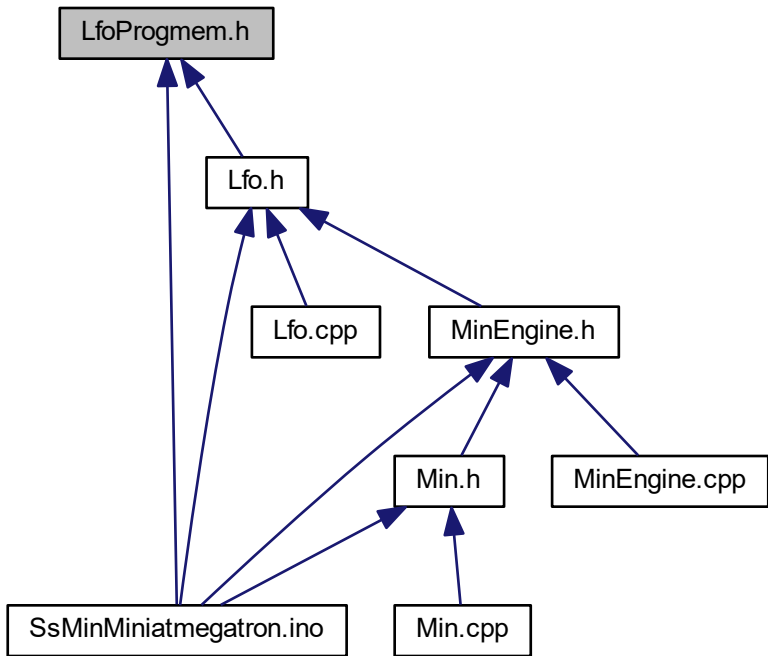 LfoProgmem.h
Lfo.h
Lfo.cpp
MinEngine.h
Min.h
MinEngine.cpp
SsMinMiniatmegatron.ino
Min.cpp